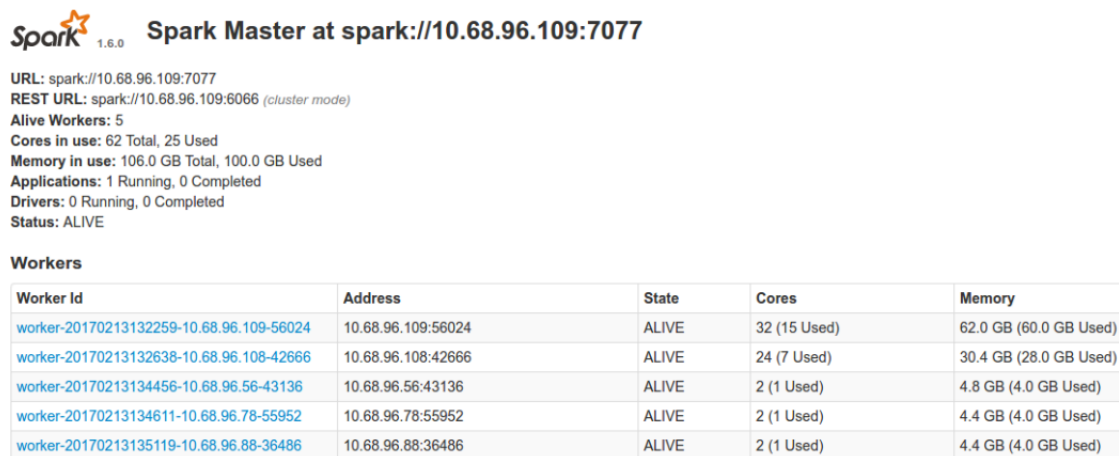 Spark 1.6.0 Spark Master at spark://10.68.96.109:7077
URL: spark://10.68.96.109:7077
REST URL: spark://10.68.96.109:6066 (cluster mode)
Alive Workers: 5
Cores in use: 62 Total, 25 Used
Memory in use: 106.0 GB Total, 100.0 GB Used
Applications: 1 Running, 0 Completed
Drivers: 0 Running, 0 Completed
Status: ALIVE
Workers
Worker Id Address State Cores Memory
worker-20170213132259-10.68.96.109-56024 10.68.96.109:56024 ALIVE 32 (15 Used) 62.0 GB (60.0 GB Used)
worker-20170213132638-10.68.96.108-42666 10.68.96.108:42666 ALIVE 24 (7 Used) 30.4 GB (28.0 GB Used)
worker-20170213134456-10.68.96.56-43136 10.68.96.56:43136 ALIVE 2 (1 Used) 4.8 GB (4.0 GB Used)
worker-20170213134611-10.68.96.78-55952 10.68.96.78:55952 ALIVE 2 (1 Used) 4.4 GB (4.0 GB Used)
worker-20170213135119-10.68.96.88-36486 10.68.96.88:36486 ALIVE 2 (1 Used) 4.4 GB (4.0 GB Used)